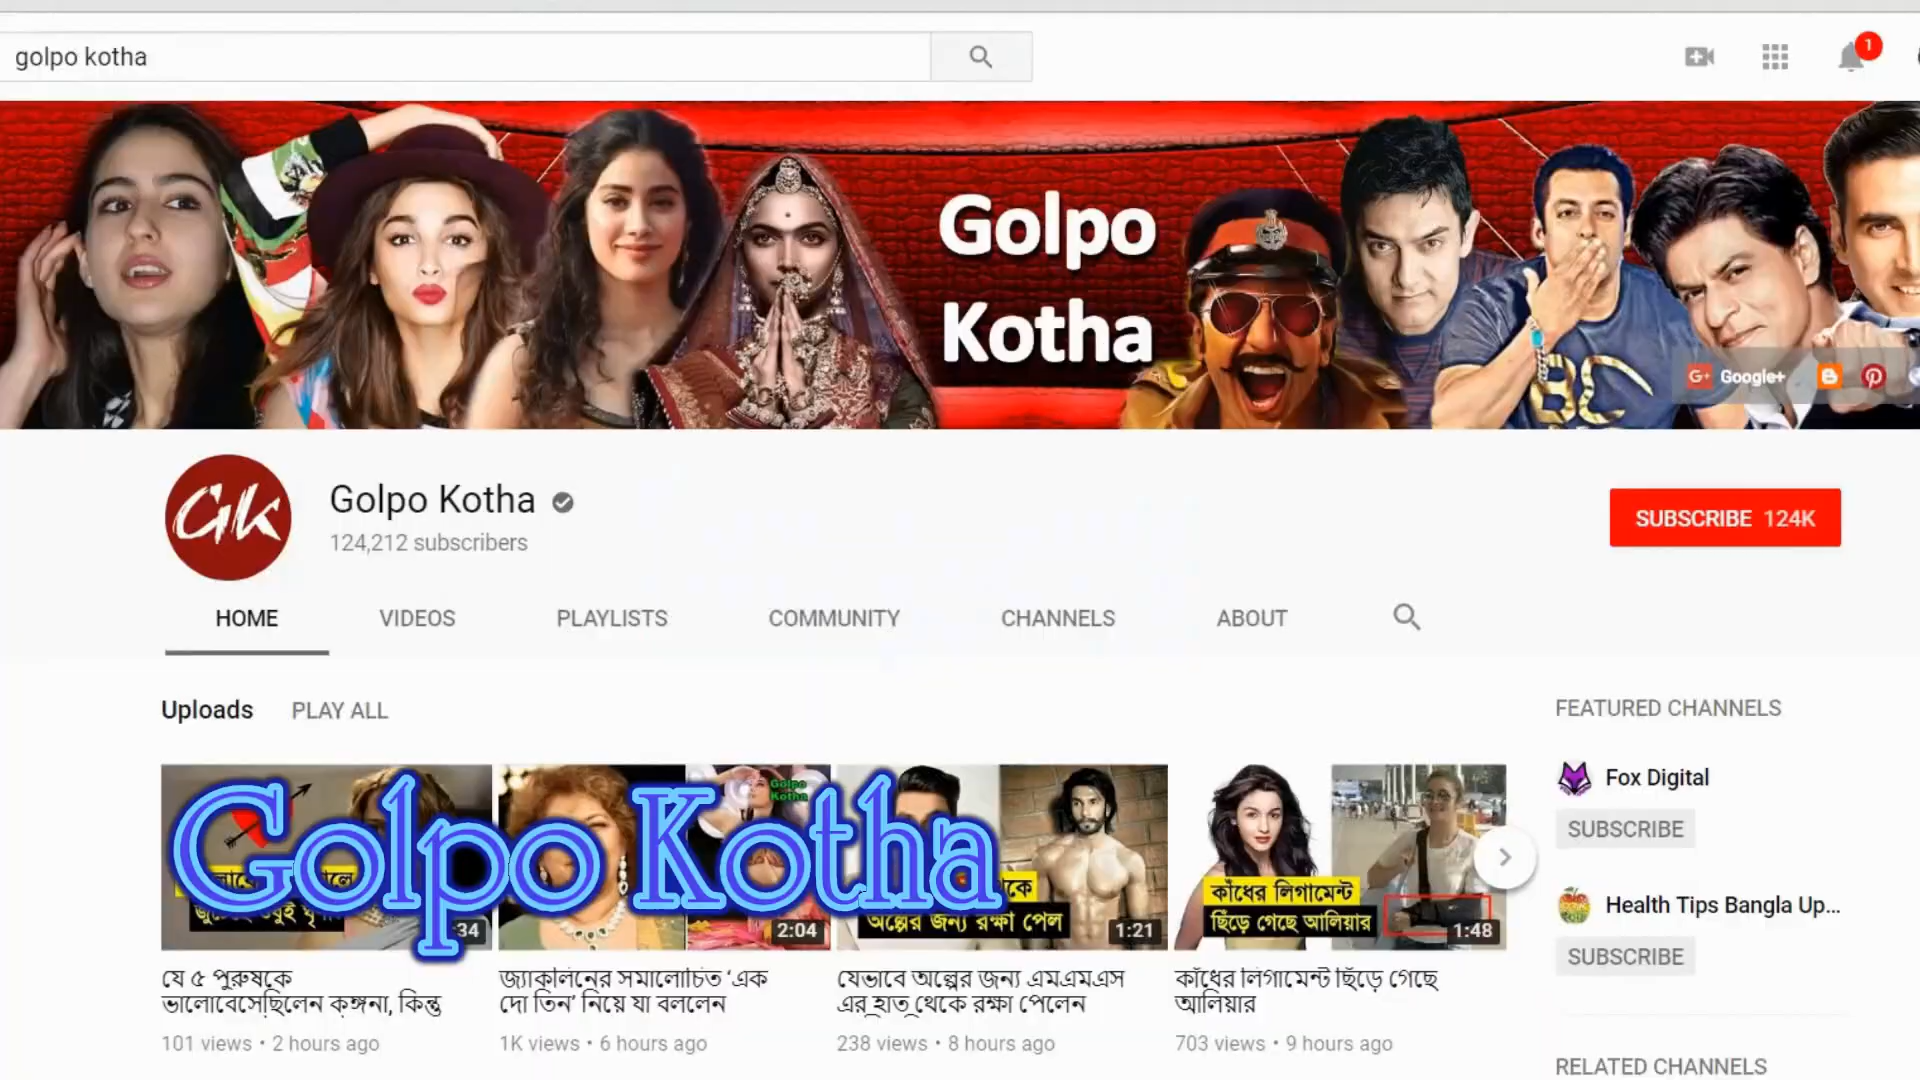 golpo kotha
1
Golpo
Kotha
G+ Google+
GK
Golpo Kotha
124,212 subscribers
SUBSCRIBE 124K
HOME
VIDEOS
PLAYLISTS
COMMUNITY
CHANNELS
ABOUT
Uploads
PLAY ALL
FEATURED CHANNELS
Fox Digital
SUBSCRIBE
Health Tips Bangla Up...
SUBSCRIBE
Golpo Kotha
Golpo
Kotha
অল্পের জন্য রক্ষা পেল
কাঁধের লিগামেন্ট
ছিঁড়ে গেছে আলিয়ার
34
2:04
1:21
1:48
যে ৫ পুরুষকে
ভালোবেসেছিলেন কঙ্গনা, কিন্তু
101 views • 2 hours ago
জ্যাকলিনের সমালোচিত ‘এক
দো তিন’ নিয়ে যা বললেন
1K views • 6 hours ago
যেভাবে অল্পের জন্য এমএমএস
এর হাত থেকে রক্ষা পেলেন
238 views • 8 hours ago
কাঁধের লিগামেন্ট ছিঁড়ে গেছে
আলিয়ার
703 views • 9 hours ago
RELATED CHANNELS